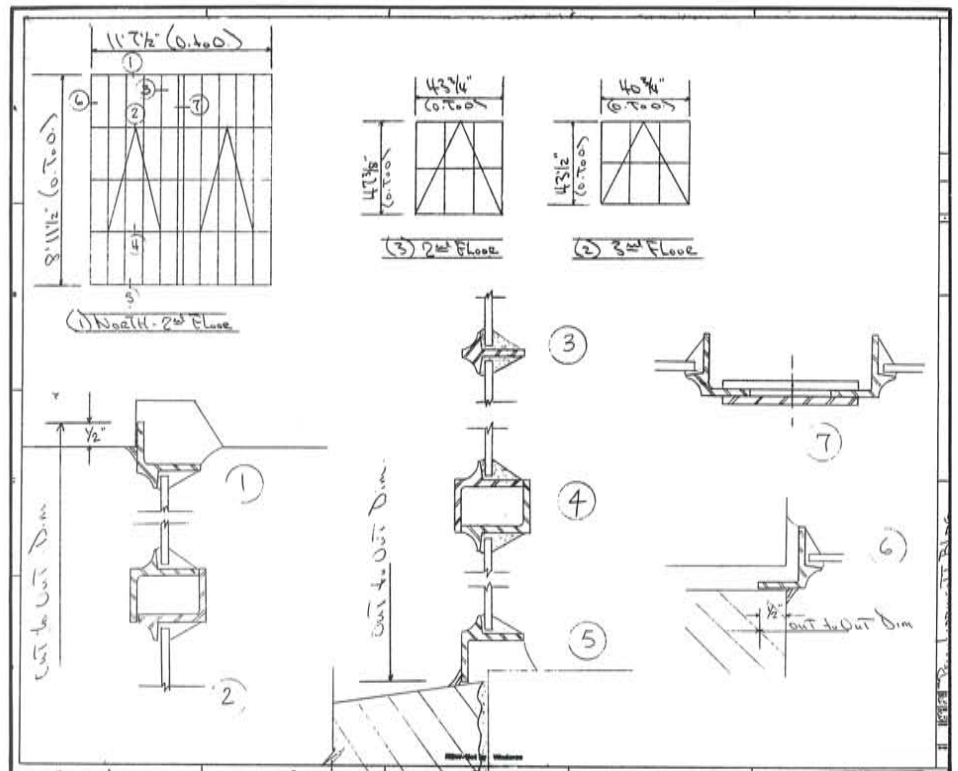 11' 7½" (O. to O.)
1
6
3
2
7
8' 11½" (O. To O.)
4
5
(1) NORTH - 2nd FLOOR
43¾"
(O. To O)
47⅜"
(O. To O)
(3) 2nd FLOOR
40¾"
(O. To O)
43½"
(O. To O)
(2) 3rd FLOOR
½"
1
OUT to OUT Dim
2
3
4
OUT to OUT Dim.
5
7
6
½"
OUT to OUT Dim